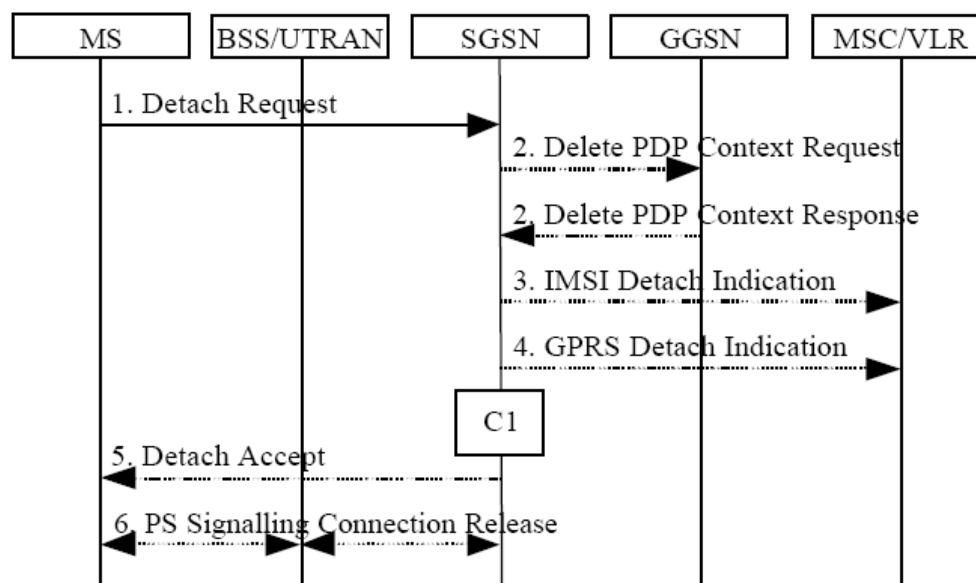 MS
BSS/UTRAN
SGSN
GGSN
MSC/VLR
1. Detach Request
2. Delete PDP Context Request
2. Delete PDP Context Response
3. IMSI Detach Indication
4. GPRS Detach Indication
C1
5. Detach Accept
6. PS Signalling Connection Release